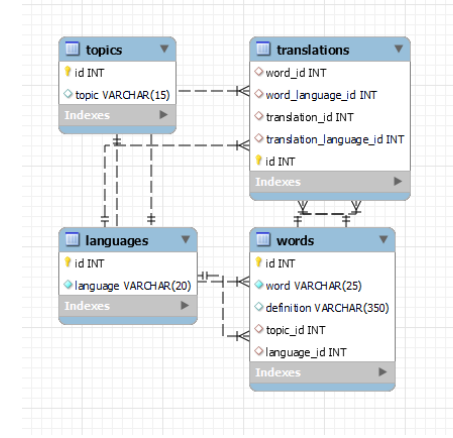 topics
id INT
topic VARCHAR(15)
Indexes
translations
word_id INT
word_language_id INT
translation_id INT
translation_language_id INT
id INT
Indexes
languages
id INT
language VARCHAR(20)
Indexes
words
id INT
word VARCHAR(25)
definition VARCHAR(350)
topic_id INT
language_id INT
Indexes